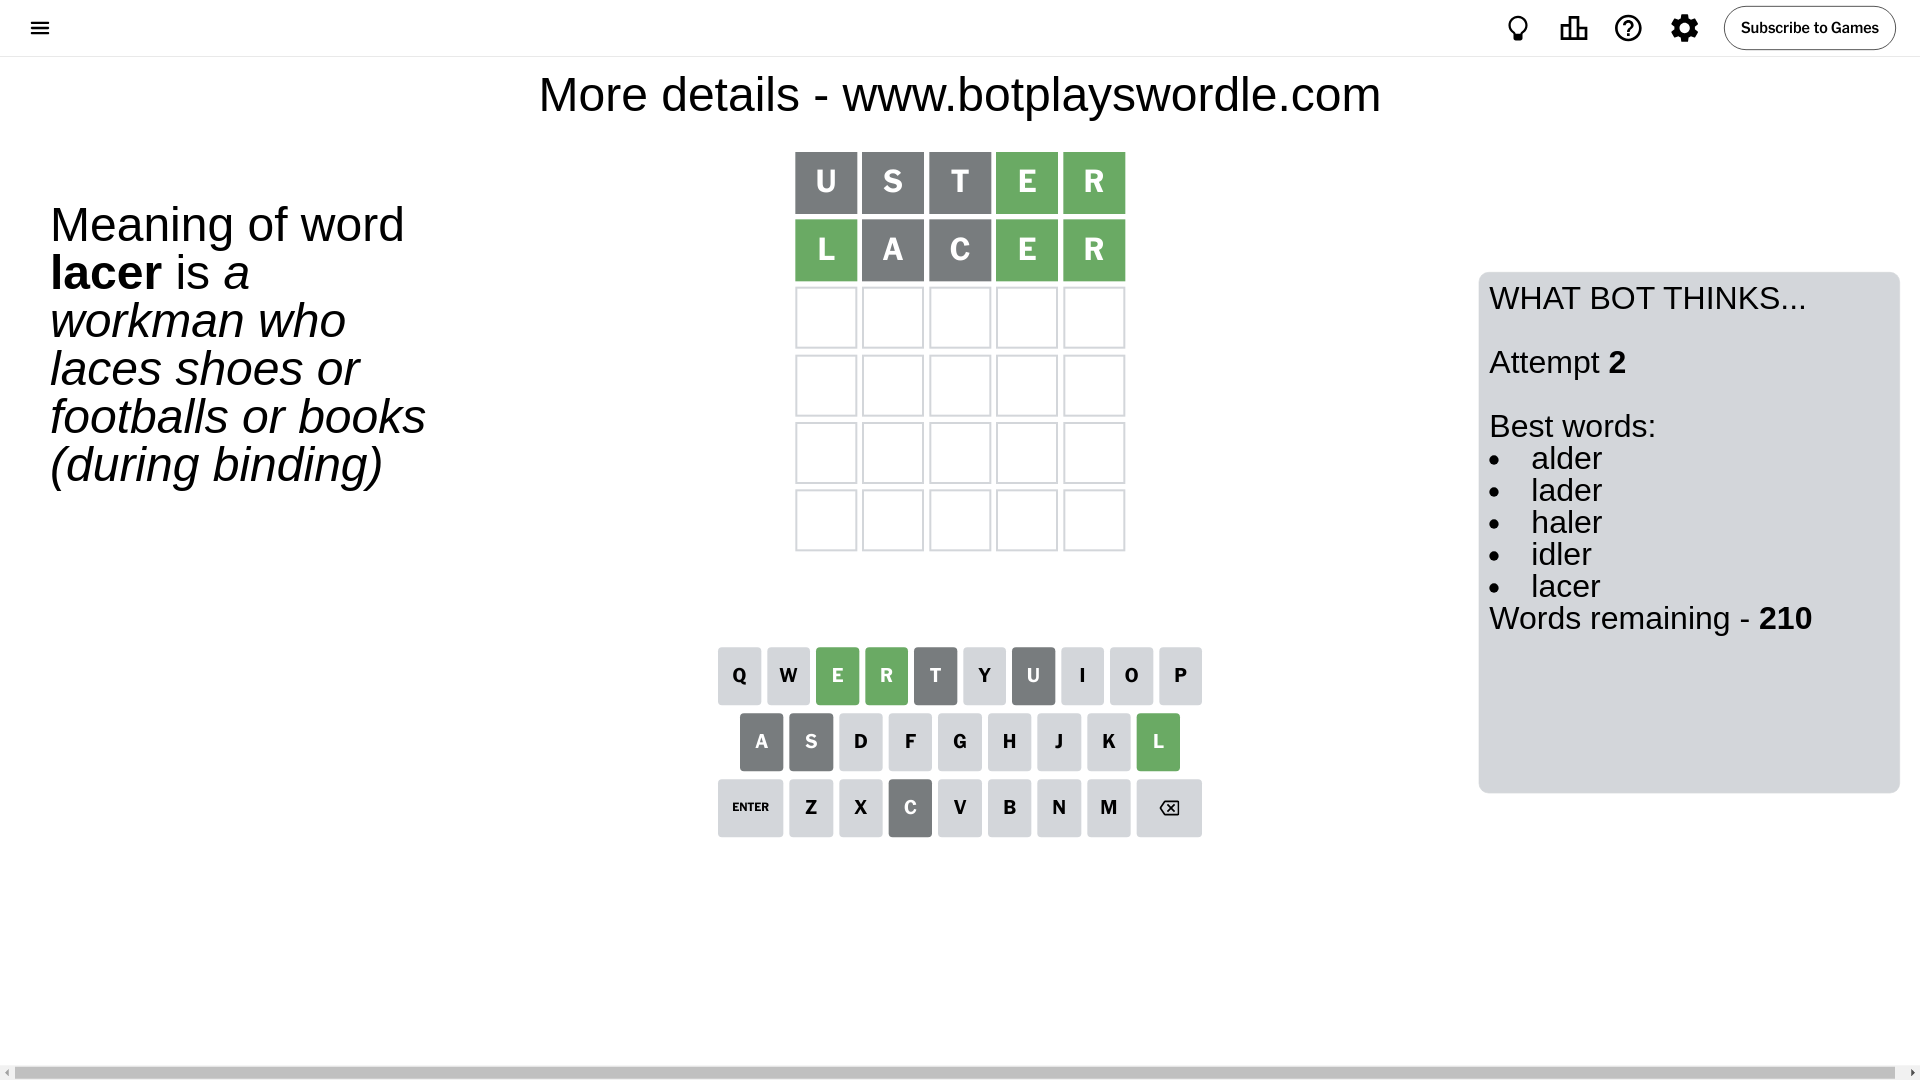 Subscribe to Games
More details - www.botplayswordle.com
Meaning of word
lacer is a
workman who
laces shoes or
footballs or books
(during binding)
U S T E R
L A C E R
WHAT BOT THINKS...
Attempt 2
Best words:
• alder
• lader
• haler
• idler
• lacer
Words remaining - 210
Q W E R T Y U I O P
A S D F G H J K L
ENTER Z X C V B N M